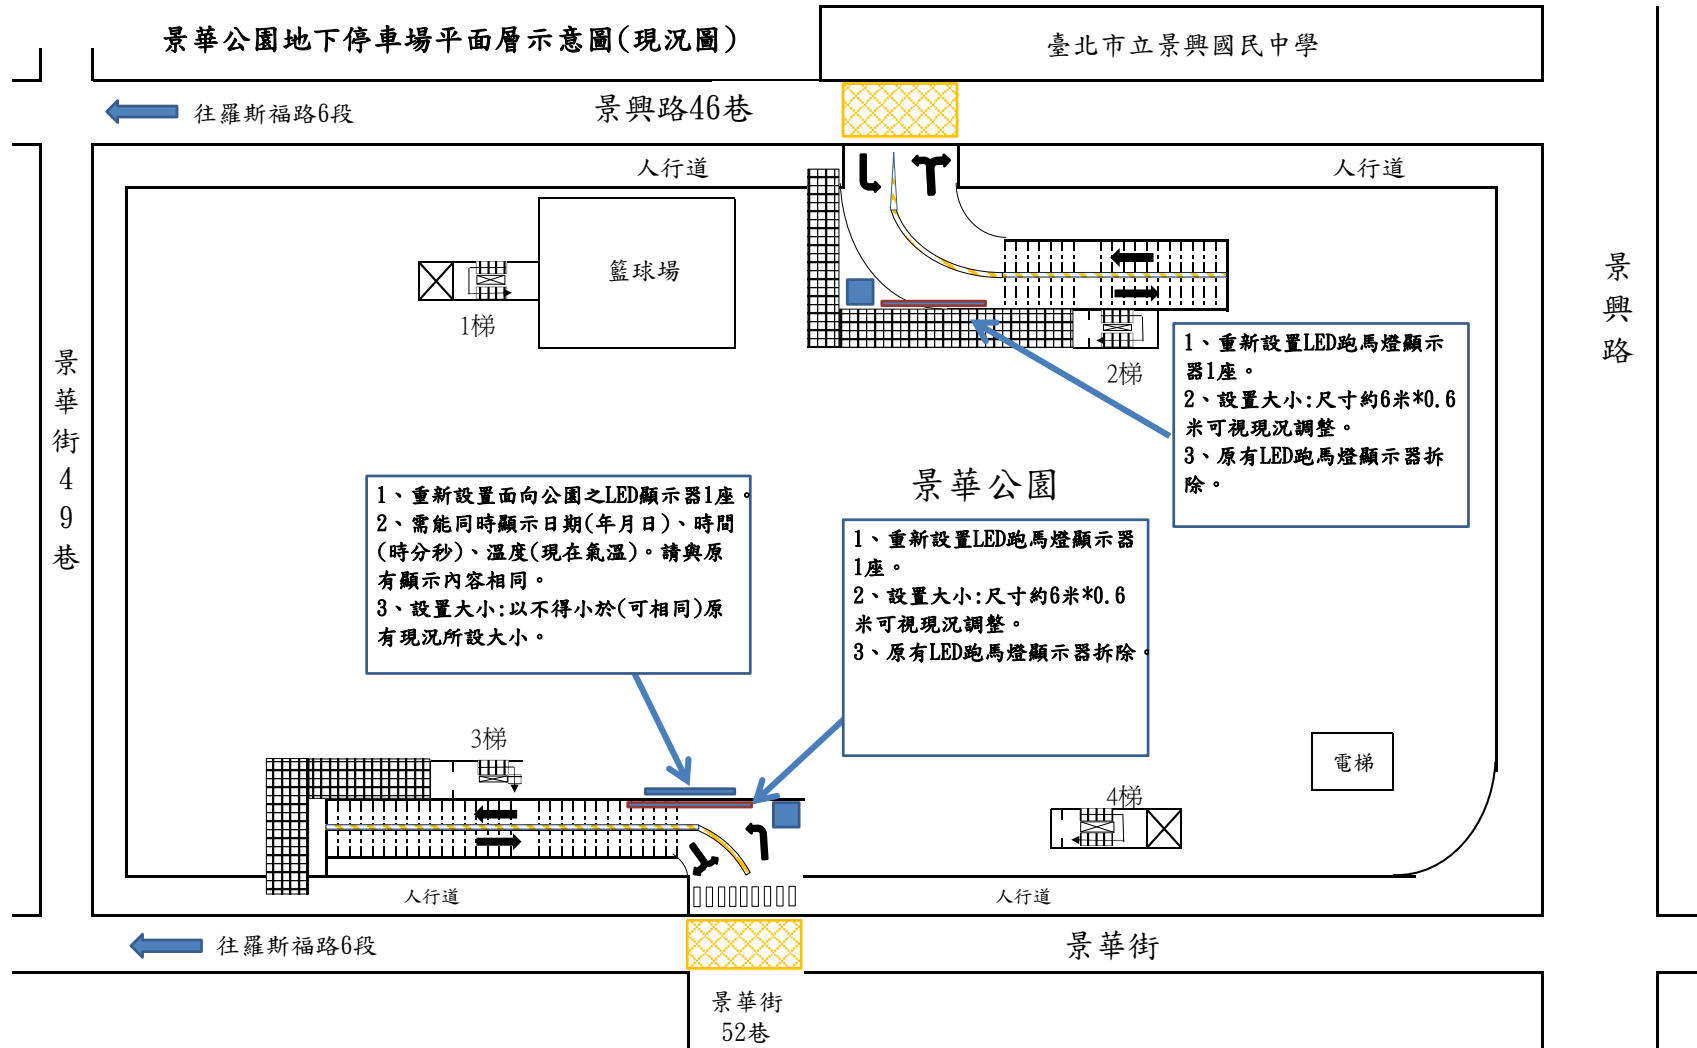 景華公園地下停車場平面層示意圖(現況圖)
臺北市立景興國民中學
往羅斯福路6段
景興路46巷
人行道
人行道
籃球場
1梯
2梯
景興路
景華街49巷
1、重新設置LED跑馬燈顯示
器1座。
2、設置大小:尺寸約6米*0.6
米可視現況調整。
3、原有LED跑馬燈顯示器拆
除。
景華公園
1、重新設置面向公園之LED顯示器1座。
2、需能同時顯示日期(年月日)、時間
(時分秒)、溫度(現在氣溫)。請與原
有顯示內容相同。
3、設置大小:以不得小於(可相同)原
有現況所設大小。
1、重新設置LED跑馬燈顯示器
1座。
2、設置大小:尺寸約6米*0.6
米可視現況調整。
3、原有LED跑馬燈顯示器拆除。
3梯
電梯
4梯
人行道
人行道
往羅斯福路6段
景華街
景華街
52巷